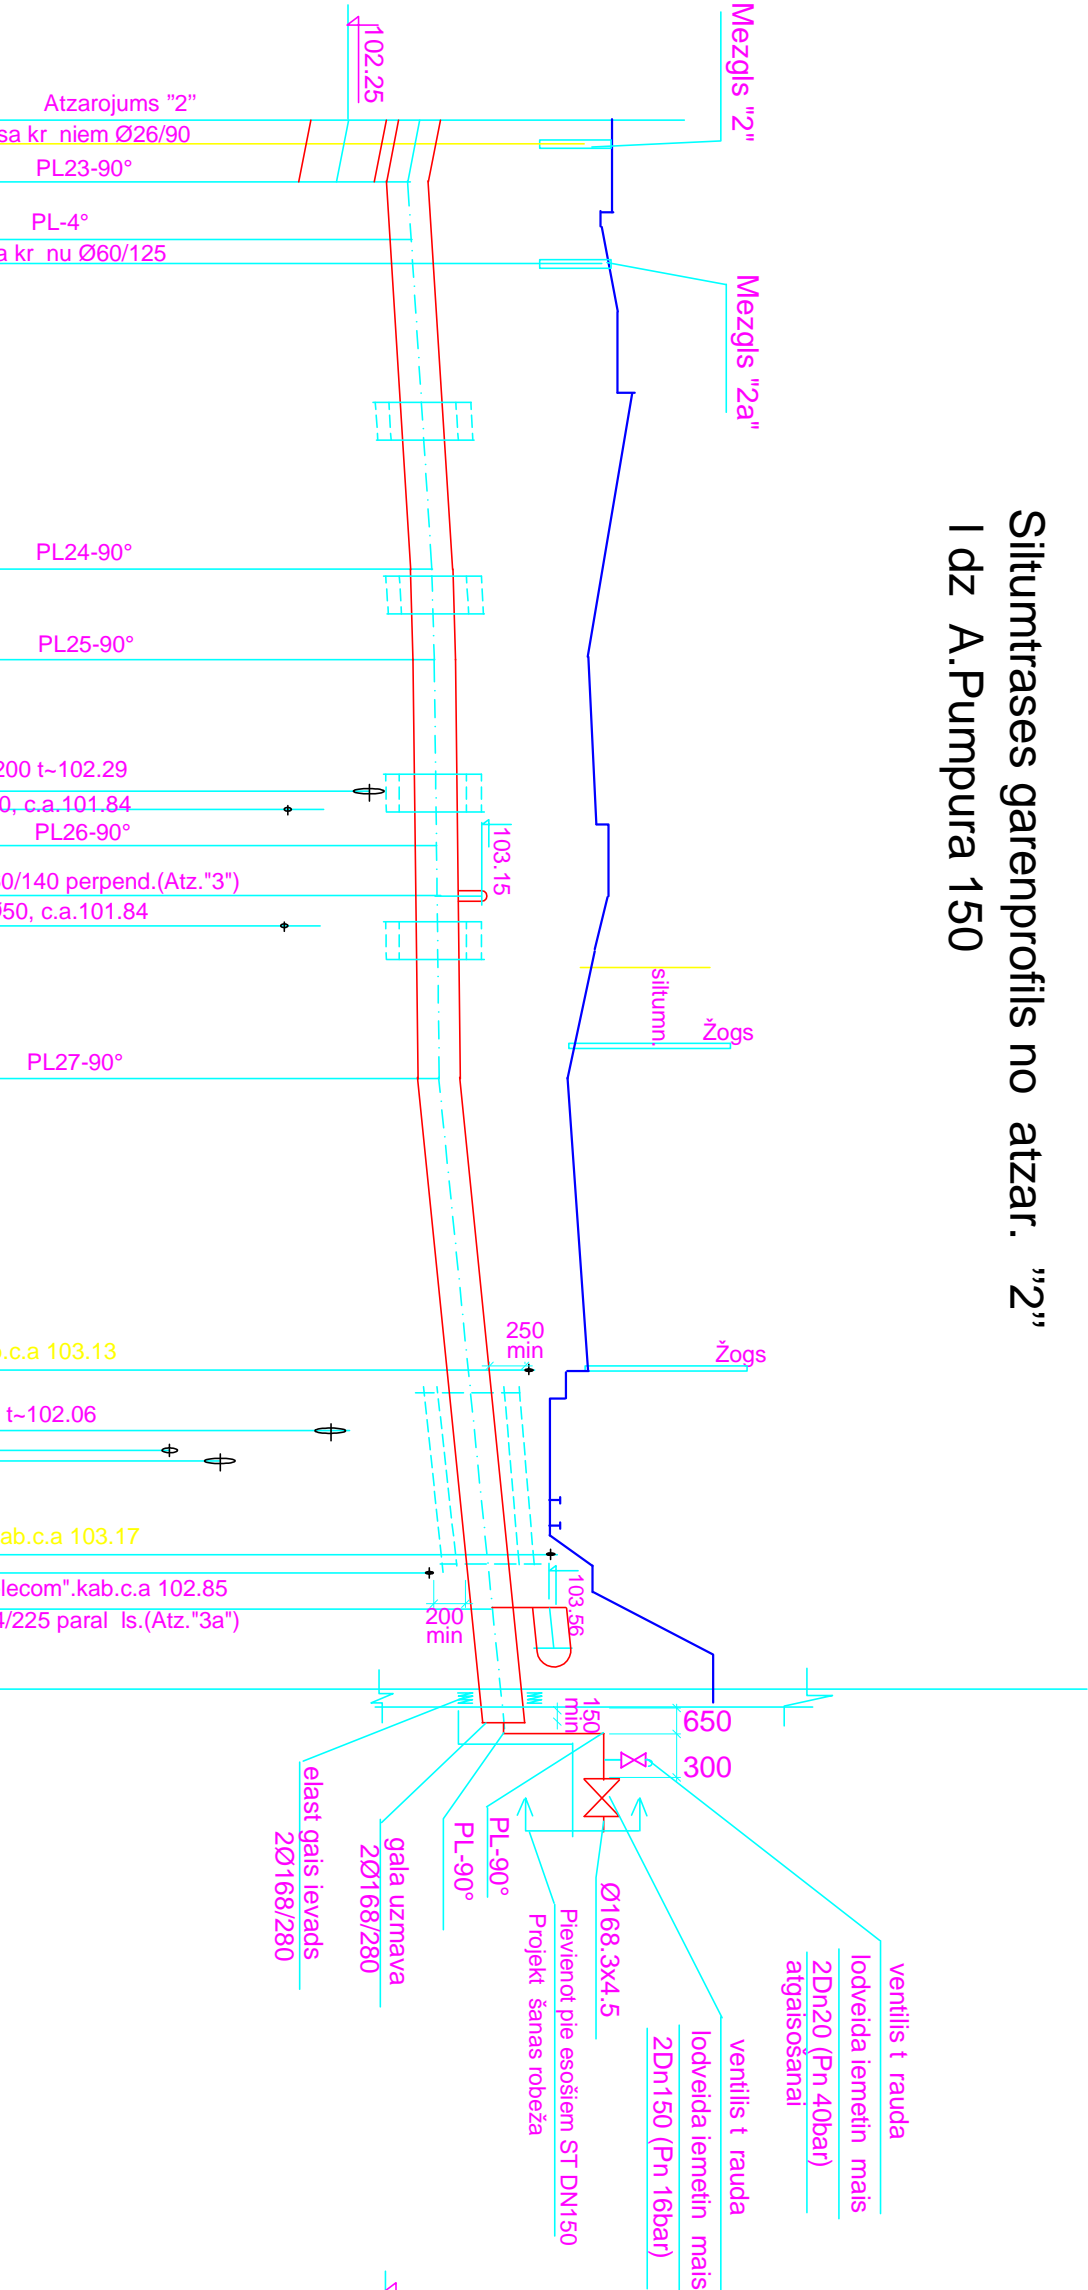 Siltumtrases garenprofils no atzar. ”2”
l dz A.Pumpura 150
Mezgls "2"
102.25
Atzarojums ”2”
sa kr niem Ø26/90
PL23-90°
PL-4°
a kr nu Ø60/125
Mezgls "2a"
PL24-90°
PL25-90°
200 t~102.29
0, c.a.101.84
PL26-90°
103.15
0/140 perpend.(Atz."3")
50, c.a.101.84
siltumn.
Žogs
PL27-90°
250
min
.c.a 103.13
Žogs
t~102.06
ab.c.a 103.17
lecom".kab.c.a 102.85
4/225 paral ls.(Atz."3a")
200
min
103.56
150
min
650
300
elast gais ievads
2Ø168/280
gala uzmava
2Ø168/280
PL-90°
PL-90°
Ø168.3x4.5
Pievienot pie esošiem ST DN150
Projekt šanas robeža
ventilis t rauda
lodveida iemetin mais
2Dn150 (Pn 16bar)
ventilis t rauda
lodveida iemetin mais
2Dn20 (Pn 40bar)
atgaisošanai